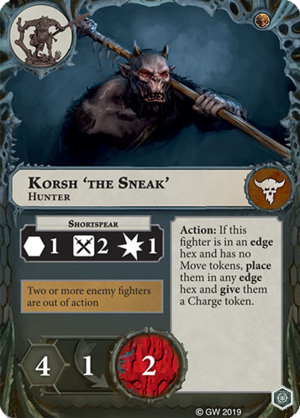 KORSH ‘THE SNEAK’
HUNTER
SHORTSPEAR
1 2 1
Two or more enemy fighters
are out of action
Action: If this
fighter is in an edge
hex and has no
Move tokens, place
them in any edge
hex and give them
a Charge token.
4 1 2
© GW 2019